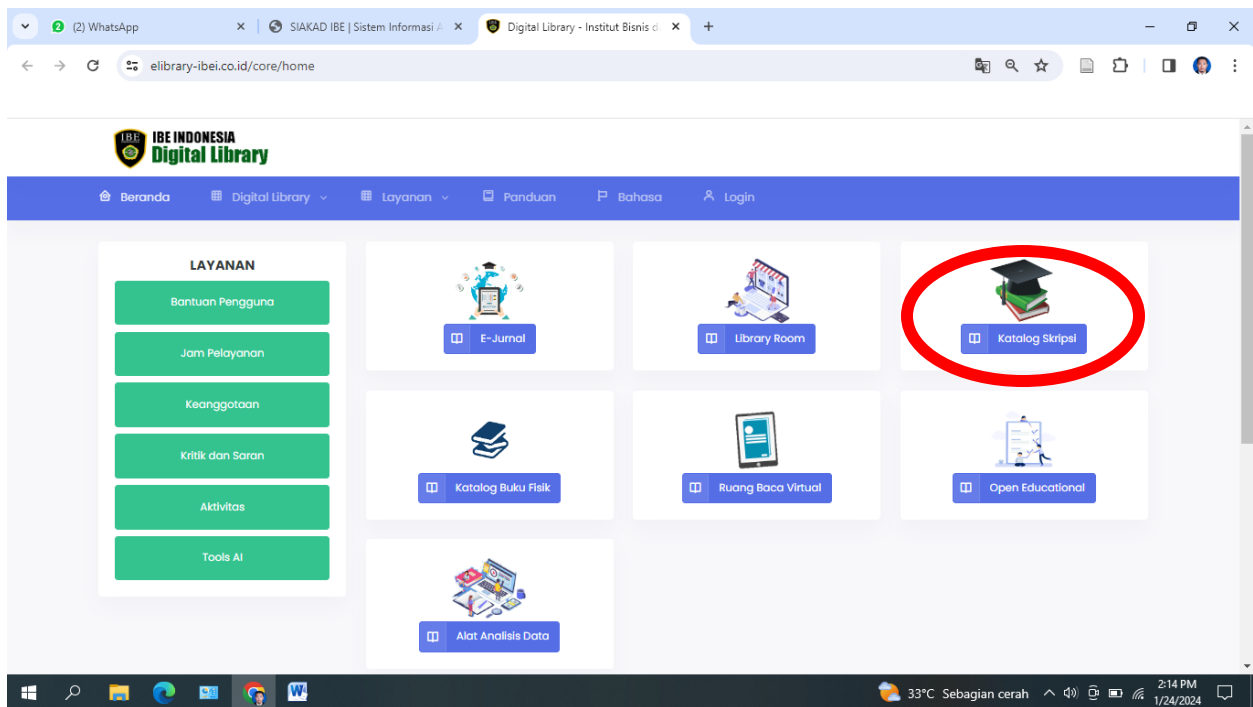 2 (2) WhatsApp
SIAKAD IBE | Sistem Informasi A
Digital Library - Institut Bisnis d
elibrary-ibei.co.id/core/home
IBE
IBE INDONESIA
Digital Library
Beranda
Digital Library
Layanan
Panduan
Bahasa
Login
LAYANAN
Bantuan Pengguna
Jam Pelayanan
Keanggotaan
Kritik dan Saran
Aktivitas
Tools AI
E-Jurnal
Library Room
Katalog Skripsi
Katalog Buku Fisik
Ruang Baca Virtual
Open Educational
Alat Analisis Data
33°C Sebagian cerah
2:14 PM
1/24/2024